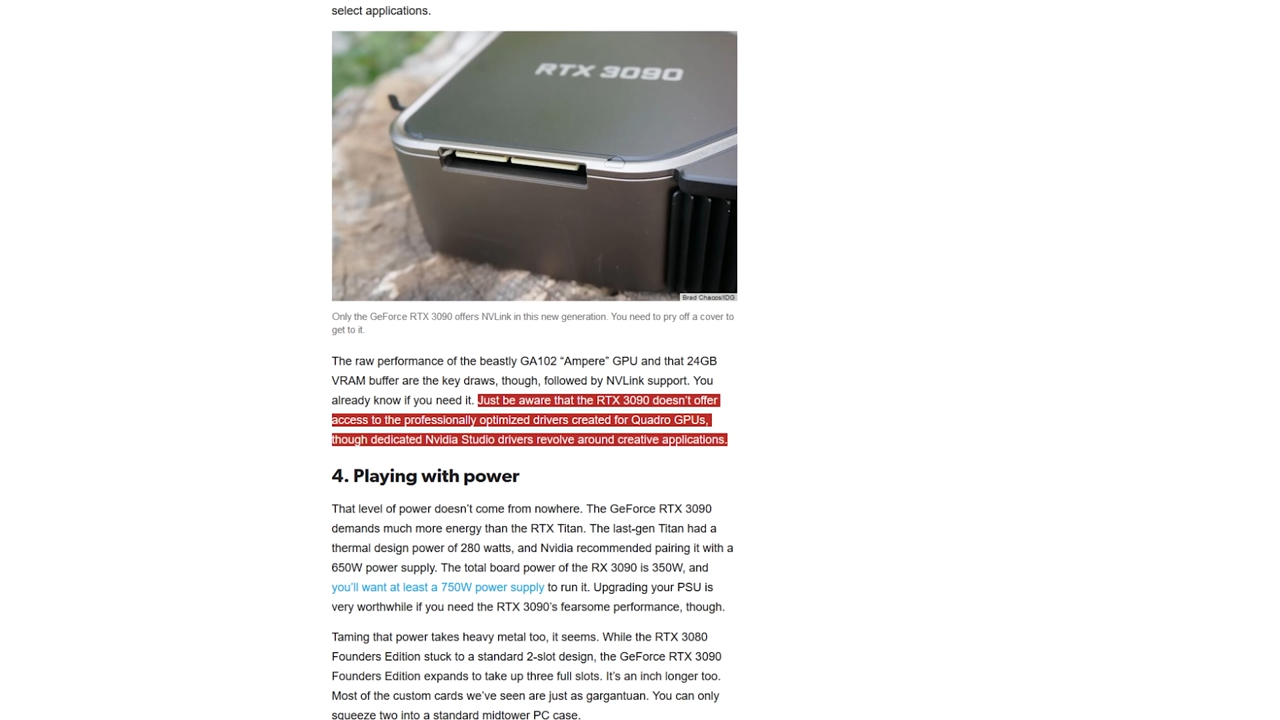 select applications.
RTX 3090
Brad Chacos/IDG
Only the GeForce RTX 3090 offers NVLink in this new generation. You need to pry off a cover to
get to it.
The raw performance of the beastly GA102 “Ampere” GPU and that 24GB
VRAM buffer are the key draws, though, followed by NVLink support. You
already know if you need it. Just be aware that the RTX 3090 doesn’t offer
access to the professionally optimized drivers created for Quadro GPUs,
though dedicated Nvidia Studio drivers revolve around creative applications.
4. Playing with power
That level of power doesn’t come from nowhere. The GeForce RTX 3090
demands much more energy than the RTX Titan. The last-gen Titan had a
thermal design power of 280 watts, and Nvidia recommended pairing it with a
650W power supply. The total board power of the RX 3090 is 350W, and
you’ll want at least a 750W power supply to run it. Upgrading your PSU is
very worthwhile if you need the RTX 3090’s fearsome performance, though.
Taming that power takes heavy metal too, it seems. While the RTX 3080
Founders Edition stuck to a standard 2-slot design, the GeForce RTX 3090
Founders Edition expands to take up three full slots. It’s an inch longer too.
Most of the custom cards we’ve seen are just as gargantuan. You can only
squeeze two into a standard midtower PC case.